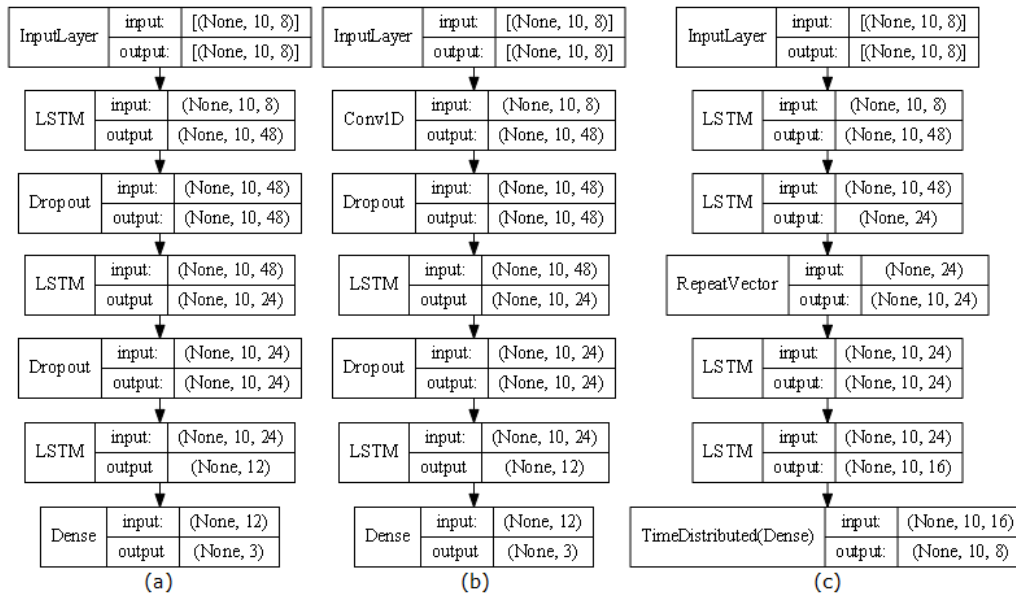 InputLayer
input: [(None, 10, 8)]
output: [(None, 10, 8)]
LSTM
input: (None, 10, 8)
output (None, 10, 48)
Dropout
input: (None, 10, 48)
output: (None, 10, 48)
LSTM
input: (None, 10, 48)
output (None, 10, 24)
Dropout
input: (None, 10, 24)
output: (None, 10, 24)
LSTM
input: (None, 10, 24)
output (None, 12)
Dense
input: (None, 12)
output (None, 3)
(a)
InputLayer
input: [(None, 10, 8)]
output: [(None, 10, 8)]
Conv1D
input: (None, 10, 8)
output: (None, 10, 48)
Dropout
input: (None, 10, 48)
output: (None, 10, 48)
LSTM
input: (None, 10, 48)
output (None, 10, 24)
Dropout
input: (None, 10, 24)
output: (None, 10, 24)
LSTM
input: (None, 10, 24)
output (None, 12)
Dense
input: (None, 12)
output (None, 3)
(b)
InputLayer
input: [(None, 10, 8)]
output: [(None, 10, 8)]
LSTM
input: (None, 10, 8)
output: (None, 10, 48)
LSTM
input: (None, 10, 48)
output: (None, 24)
RepeatVector
input: (None, 24)
output: (None, 10, 24)
LSTM
input: (None, 10, 24)
output: (None, 10, 24)
LSTM
input: (None, 10, 24)
output: (None, 10, 16)
TimeDistributed(Dense)
input: (None, 10, 16)
output: (None, 10, 8)
(c)